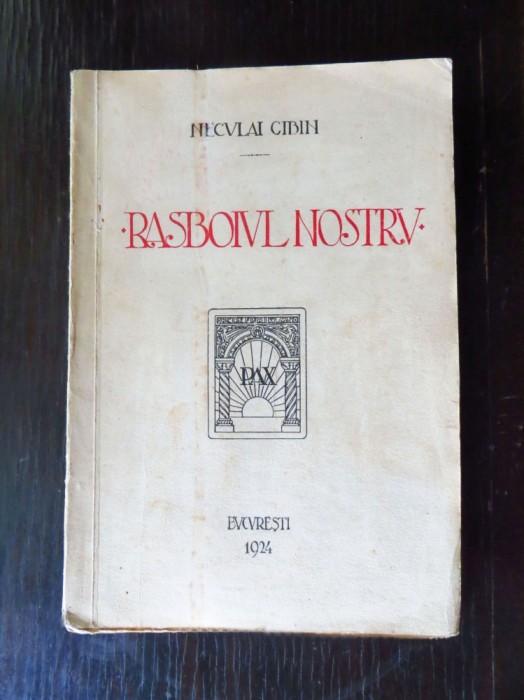 NECVLAI CIBIN
·RASBOIVL NOSTRV·
PAX
BVCVREȘTI
1924